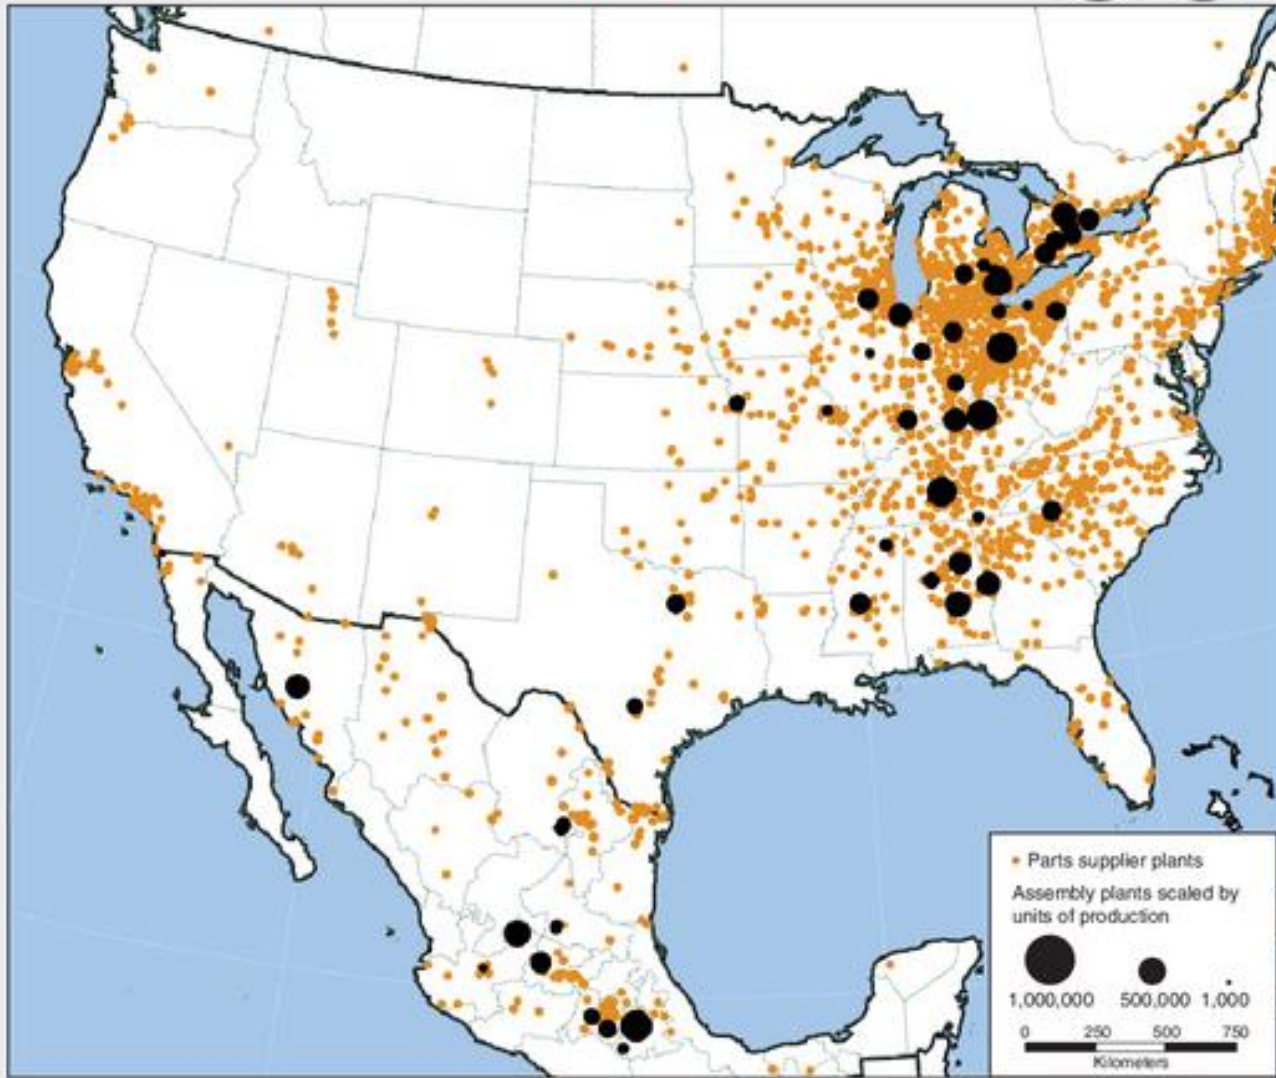 Parts supplier plants
Assembly plants scaled by
units of production
1,000,000 500,000 1,000
0 250 500 750
Kilometers